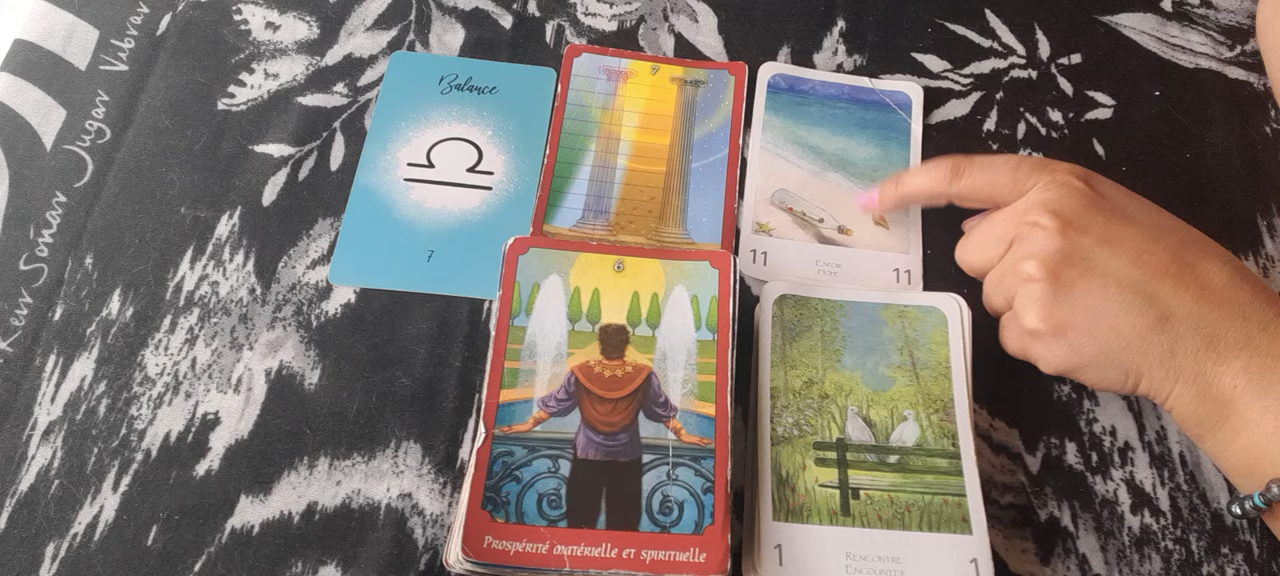 Reír Soñar Jugar Vibrar
Balance
7
7
11
ESPOIR
HOPE
11
6
PROSPÉRITÉ MATÉRIELLE ET SPIRITUELLE
1
RENCONTRE
ENCOUNTER
1